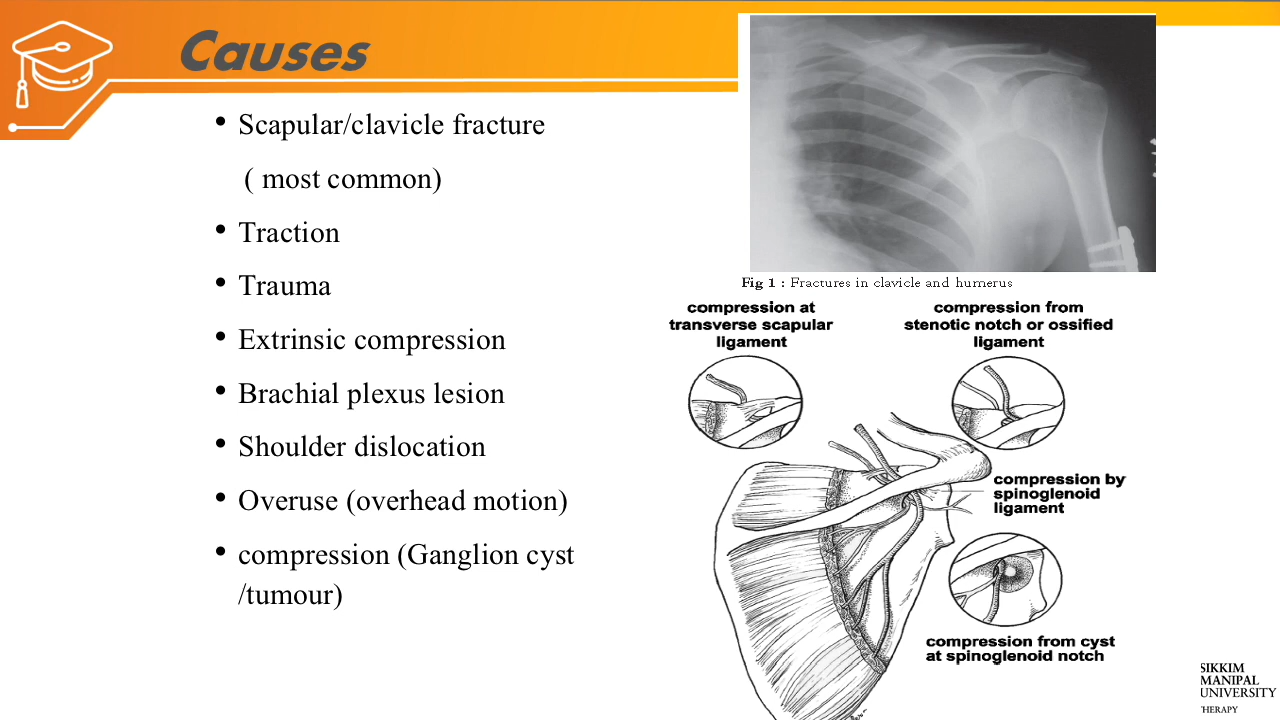 Causes
• Scapular/clavicle fracture
( most common)
• Traction
• Trauma
• Extrinsic compression
• Brachial plexus lesion
• Shoulder dislocation
• Overuse (overhead motion)
• compression (Ganglion cyst
/tumour)
Fig 1 : Fractures in clavicle and humerus
compression at
transverse scapular
ligament
compression from
stenotic notch or ossified
ligament
compression by
spinoglenoid
ligament
compression from cyst
at spinoglenoid notch
SIKKIM
MANIPAL
UNIVERSITY
THERAPY